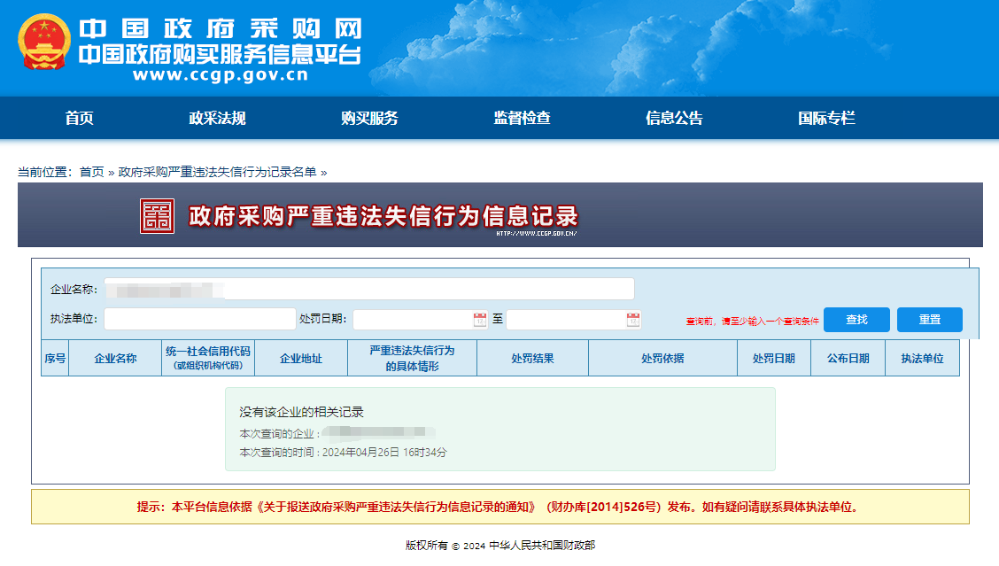 中国政府采购网
中国政府购买服务信息平台
www.ccgp.gov.cn
首页 政采法规 购买服务 监督检查 信息公告 国际专栏
当前位置：首页 » 政府采购严重违法失信行为记录名单 »
政府采购严重违法失信行为信息记录
HTTP://WWW.CCGP.GOV.CN/
企业名称：
执法单位： 处罚日期： 至 查询前，请至少输入一个查询条件 查找 重置
序号 企业名称 统一社会信用代码 （或组织机构代码） 企业地址 严重违法失信行为 的具体情形 处罚结果 处罚依据 处罚日期 公布日期 执法单位
没有该企业的相关记录
本次查询的企业 :
本次查询的时间 : 2024年04月26日 16时34分
提示：本平台信息依据《关于报送政府采购严重违法失信行为信息记录的通知》（财办库[2014]526号）发布。如有疑问请联系具体执法单位。
版权所有 © 2024 中华人民共和国财政部